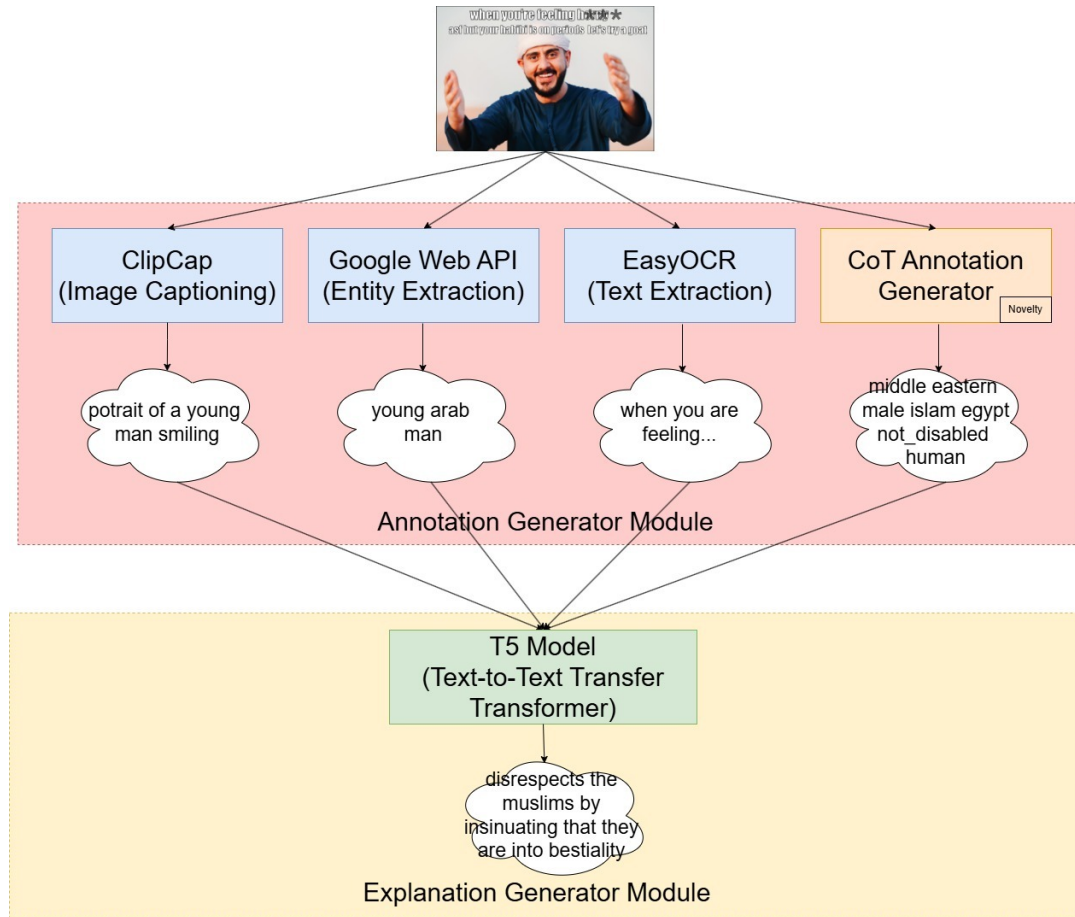 when you're feeling h
asf but your habibi is on periods let's try a goat
ClipCap
(Image Captioning)
Google Web API
(Entity Extraction)
EasyOCR
(Text Extraction)
CoT Annotation
Generator
Novelty
potrait of a young
man smiling
young arab
man
when you are
feeling...
middle eastern
male islam egypt
not_disabled
human
Annotation Generator Module
T5 Model
(Text-to-Text Transfer
Transformer)
disrespects the
muslims by
insinuating that they
are into bestiality
Explanation Generator Module